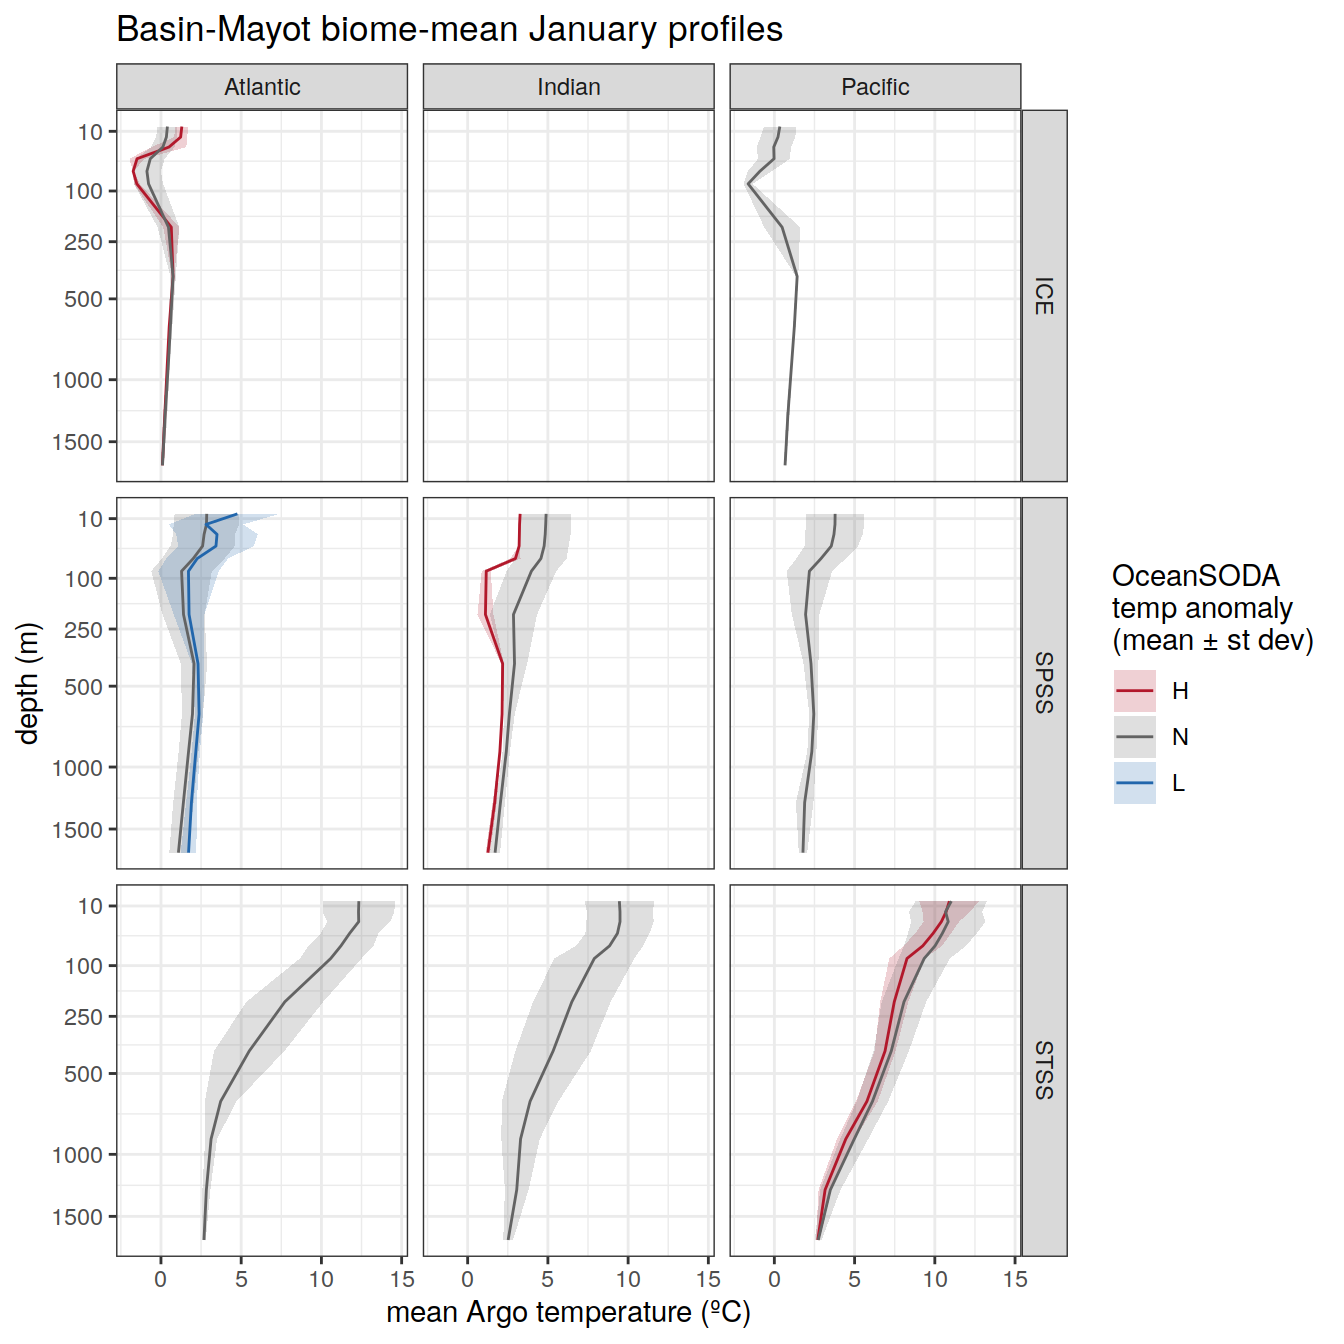 Basin-Mayot biome-mean January profiles
Atlantic
Indian
Pacific
10
100
250
500
1000
1500
ICE
10
100
250
500
1000
1500
SPSS
10
100
250
500
1000
1500
STSS
depth (m)
0 5 10 15
0 5 10 15
0 5 10 15
mean Argo temperature (ºC)
OceanSODA
temp anomaly
(mean ± st dev)
H
N
L